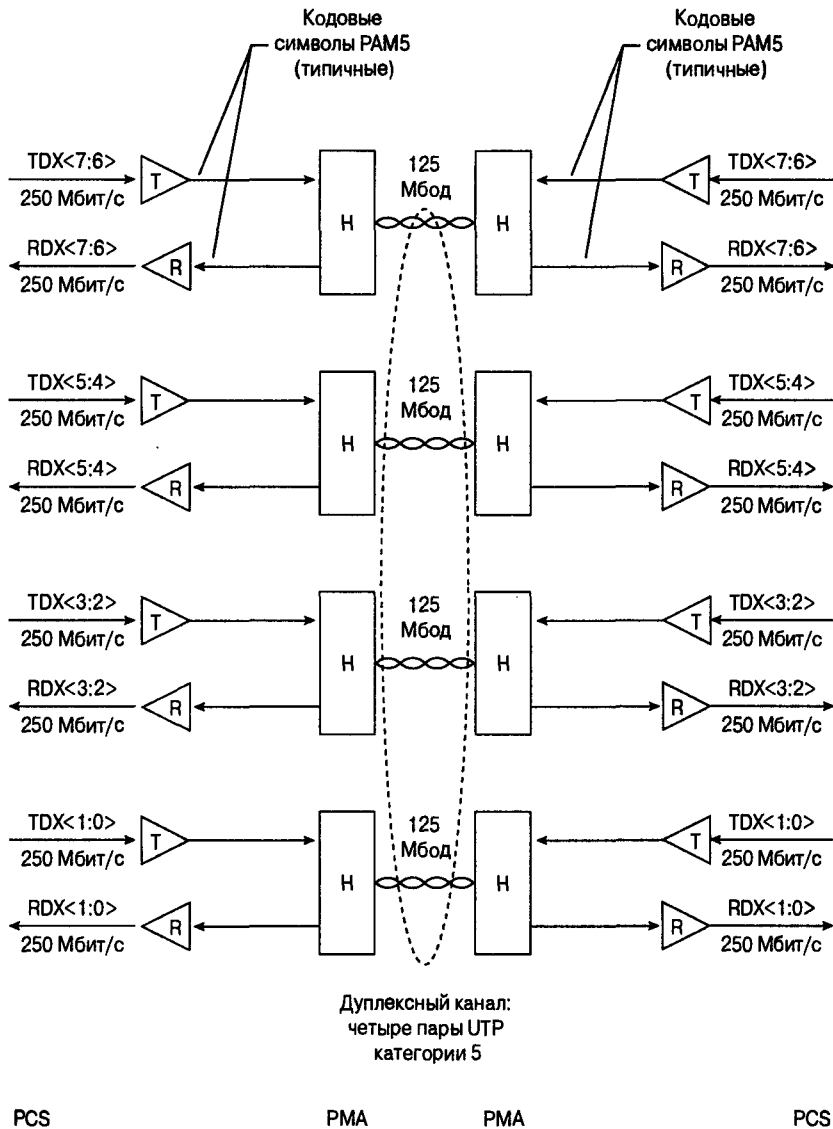 Кодовые
символы PAM5
(типичные)
Кодовые
символы PAM5
(типичные)
TDX<7:6>
250 Мбит/с
T
RDX<7:6>
250 Мбит/с
R
H
125
Мбод
H
TDX<7:6>
250 Мбит/с
T
RDX<7:6>
250 Мбит/с
R
TDX<5:4>
250 Мбит/с
T
RDX<5:4>
250 Мбит/с
R
H
125
Мбод
H
TDX<5:4>
250 Мбит/с
T
RDX<5:4>
250 Мбит/с
R
TDX<3:2>
250 Мбит/с
T
RDX<3:2>
250 Мбит/с
R
H
125
Мбод
H
TDX<3:2>
250 Мбит/с
T
RDX<3:2>
250 Мбит/с
R
TDX<1:0>
250 Мбит/с
T
RDX<1:0>
250 Мбит/с
R
H
125
Мбод
H
TDX<1:0>
250 Мбит/с
T
RDX<1:0>
250 Мбит/с
R
Дуплексный канал:
четыре пары UTP
категории 5
PCS
PMA
PMA
PCS